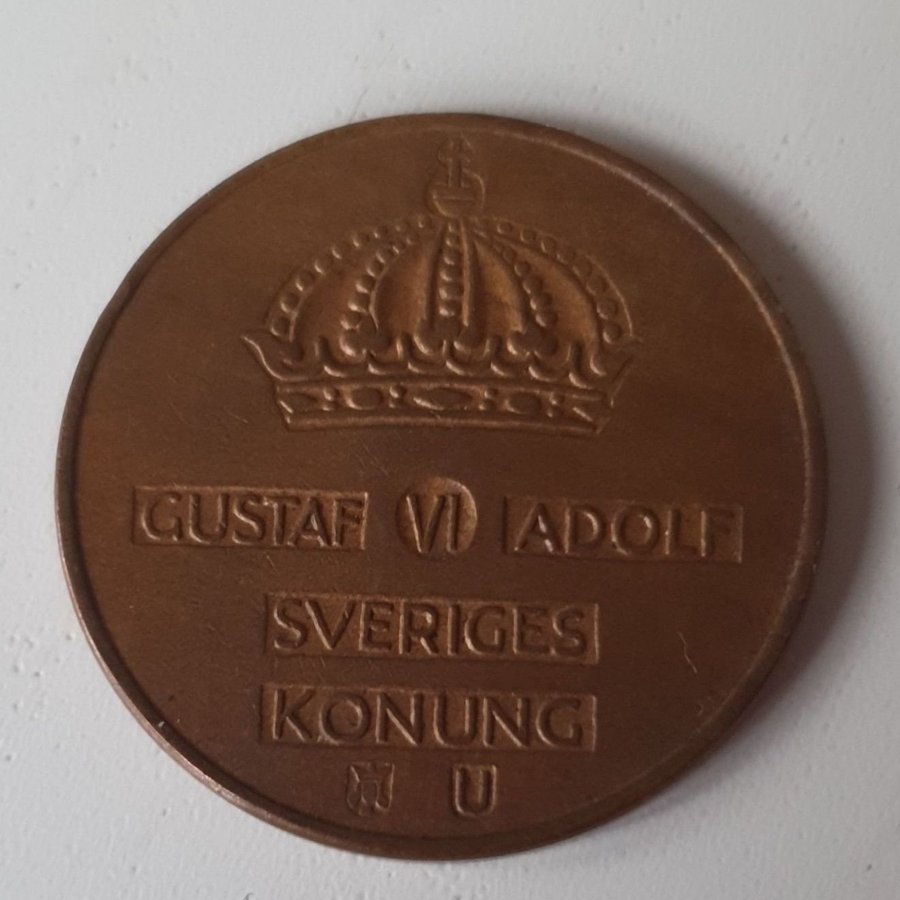 GUSTAF VI ADOLF
SVERIGES
KONUNG
U